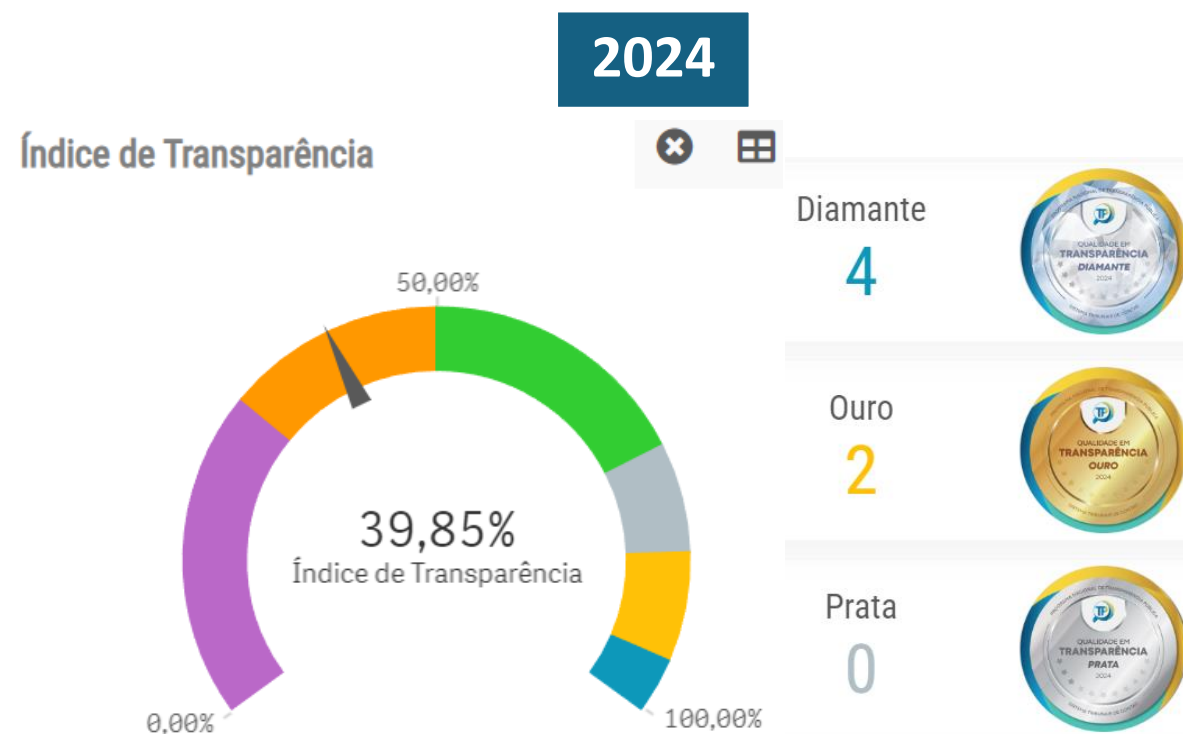 2024
Índice de Transparência
50,00%
39,85%
Índice de Transparência
0,00%
100,00%
Diamante
4
QUALIDADE EM
TRANSPARÊNCIA
DIAMANTE
2024
Ouro
2
QUALIDADE EM
TRANSPARÊNCIA
OURO
2024
Prata
0
QUALIDADE EM
TRANSPARÊNCIA
PRATA
2024